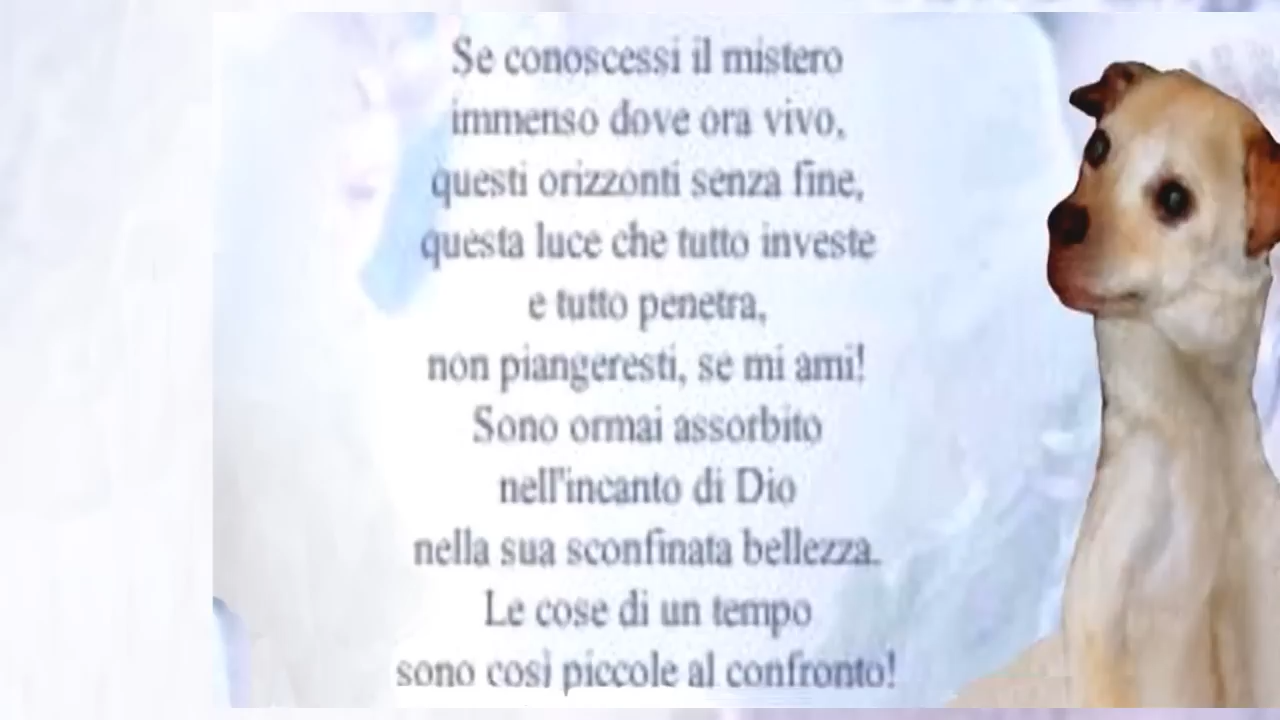 Se conoscessi il mistero
immenso dove ora vivo,
questi orizzonti senza fine,
questa luce che tutto investe
e tutto penetra,
non piangeresti, se mi ami!
Sono ormai assorbito
nell'incanto di Dio
nella sua sconfinata bellezza.
Le cose di un tempo
sono così piccole al confronto!